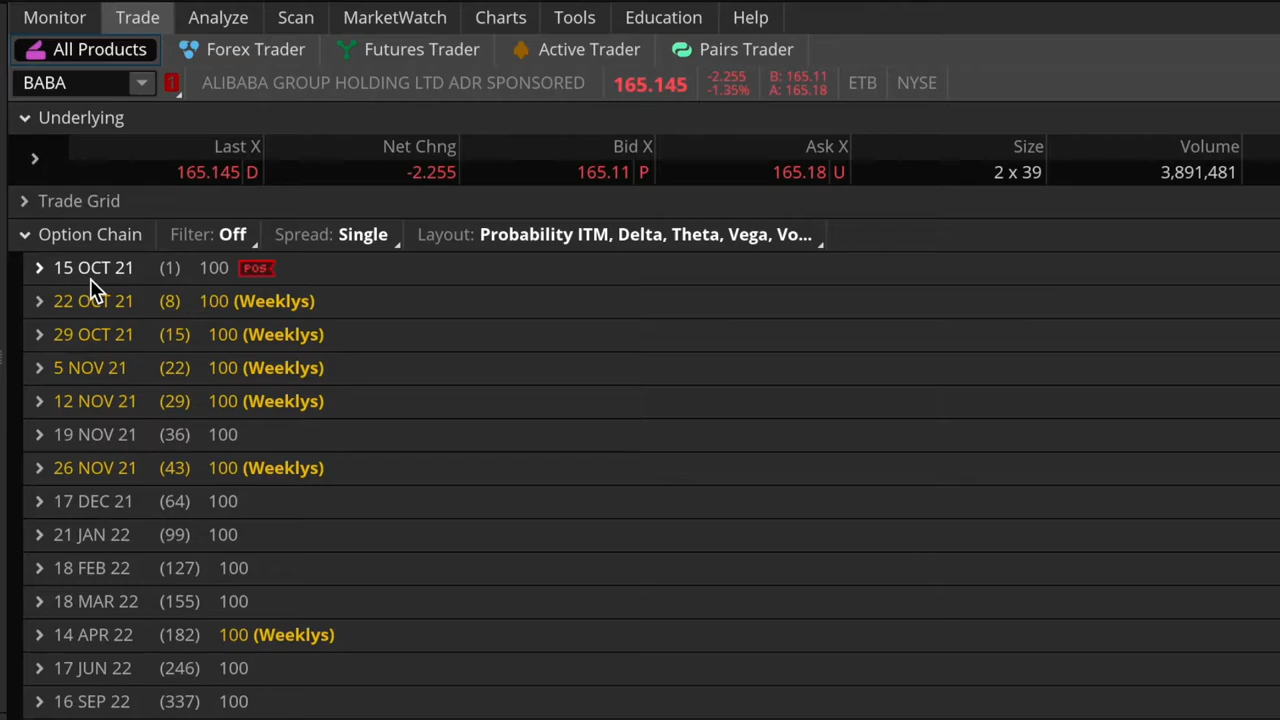 Monitor Trade Analyze Scan MarketWatch Charts Tools Education Help
All Products Forex Trader Futures Trader Active Trader Pairs Trader
BABA 1 ALIBABA GROUP HOLDING LTD ADR SPONSORED 165.145 -2.255 -1.35% B: 165.11 A: 165.18 ETB NYSE
Underlying
Last X Net Chng Bid X Ask X Size Volume
165.145 D -2.255 165.11 P 165.18 U 2 x 39 3,891,481
Trade Grid
Option Chain Filter: Off Spread: Single Layout: Probability ITM, Delta, Theta, Vega, Vo...
15 OCT 21 (1) 100 POS
22 OCT 21 (8) 100 (Weeklys)
29 OCT 21 (15) 100 (Weeklys)
5 NOV 21 (22) 100 (Weeklys)
12 NOV 21 (29) 100 (Weeklys)
19 NOV 21 (36) 100
26 NOV 21 (43) 100 (Weeklys)
17 DEC 21 (64) 100
21 JAN 22 (99) 100
18 FEB 22 (127) 100
18 MAR 22 (155) 100
14 APR 22 (182) 100 (Weeklys)
17 JUN 22 (246) 100
16 SEP 22 (337) 100